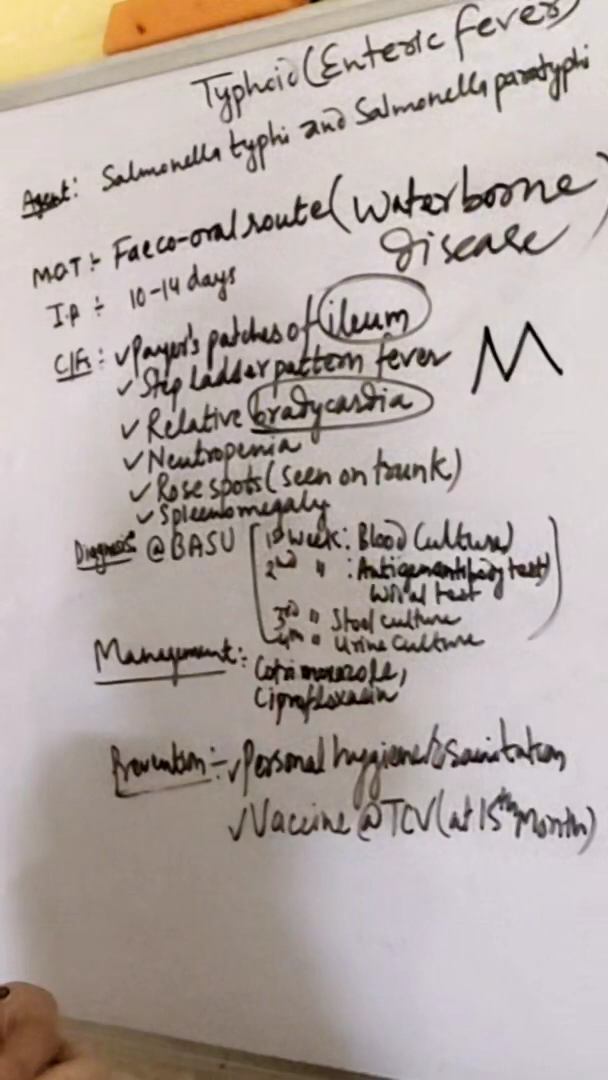 Typhoid (Enteric fever)
Agent: Salmonella typhi and Salmonella paratyphi
M.O.T :- Faeco-oral route (Waterborne
disease)
I.P ÷ 10-14 days
C/Fs : ✓Payer's patches of ileum
✓ Step ladder pattern fever
✓ Relative bradycardia
✓ Neutropenia
✓ Rose spots (seen on trunk)
✓ Spleenomegaly
Diagnosis @BASU [ 1st Week : Blood Culture)
2nd " : Antigen antibody test)
Widal test
3rd " Stool culture
4th " Urine Culture
Management :- Cotrimoxazole,
Ciprofloxacin
Prevention :- ✓Personal hygiene & sanitation
✓Vaccine @TCV (at 15th Month)